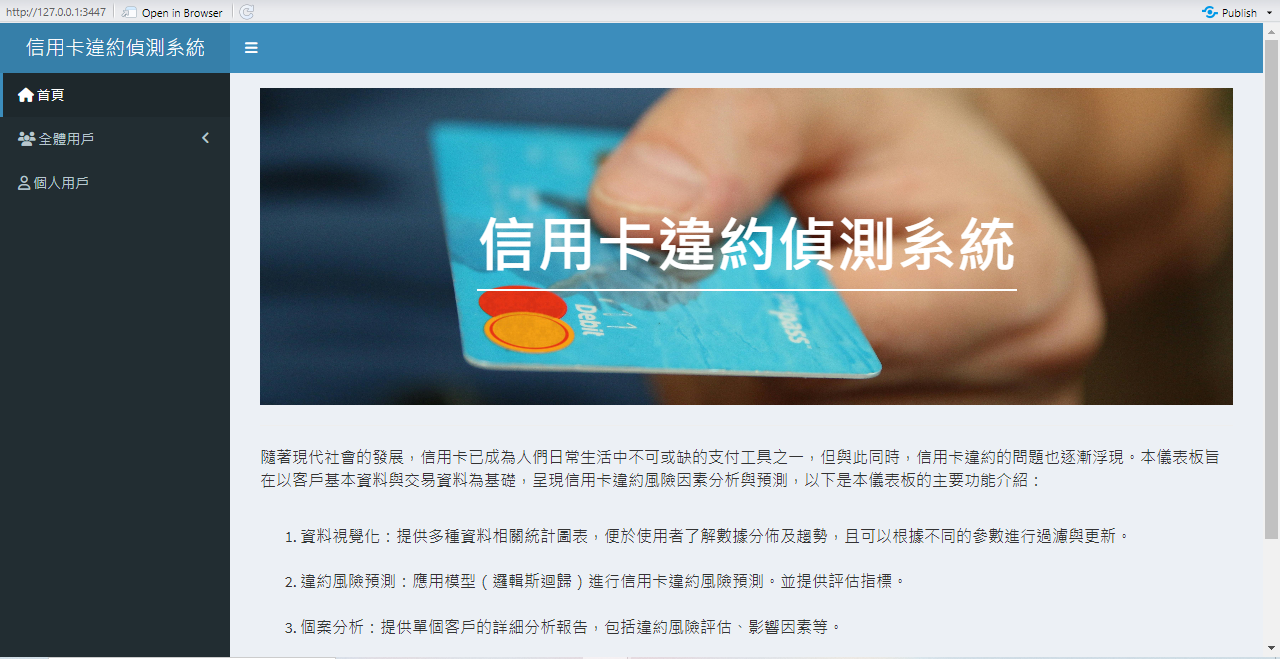 http://127.0.0.1:3447
Open in Browser
Publish
信用卡違約偵測系統
首頁
全體用戶
個人用戶
信用卡違約偵測系統
Debit
paypass
隨著現代社會的發展，信用卡已成為人們日常生活中不可或缺的支付工具之一，但與此同時，信用卡違約的問題也逐漸浮現。本儀表板旨
在以客戶基本資料與交易資料為基礎，呈現信用卡違約風險因素分析與預測，以下是本儀表板的主要功能介紹：
1. 資料視覺化：提供多種資料相關統計圖表，便於使用者了解數據分佈及趨勢，且可以根據不同的參數進行過濾與更新。
2. 違約風險預測：應用模型（邏輯斯迴歸）進行信用卡違約風險預測。並提供評估指標。
3. 個案分析：提供單個客戶的詳細分析報告，包括違約風險評估、影響因素等。